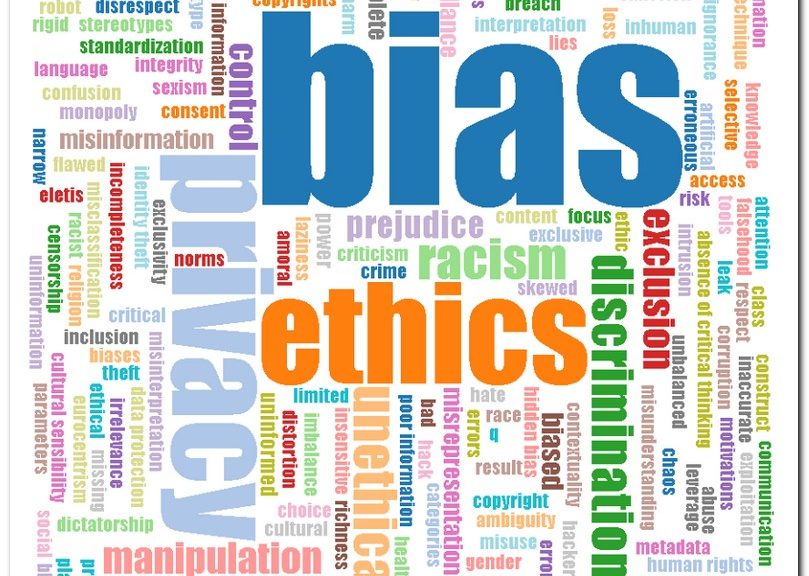 robot
disrespect
copyrights
breach
rigid
stereotypes
interpretation
inhuman
standardization
lies
loss
language
integrity
information
control
confusion
sexism
monopoly
consent
bias
ignorance
technique
knowledge
selective
artificial
erroneous
access
risk
misinformation
narrow
flawed
eletis
privacy
identity theft
incompleteness
misclassification
racist
religion
exclusivity
norms
censorship
uninformation
amoral
laziness
power
prejudice
content
focus
exclusive
ethic
criticism
racism
crime
skewed
exclusion
intrusion
tools
falsehood
attention
leak
respect
class
absence of critical thinking
critical
inclusion
biases
theft
ethics
discrimination
unbalanced
corruption
inaccurate
construct
misinterpretation
cultural sensibility
parameters
eurocentrism
ethical
irrelevance
missing
data protection
limited
uninformed
distortion
imbalance
insensitive
unethica
poor information
bad
hack
categories
misrepresentation
hate
race
q
errors
hidden bias
biased
contextuality
result
misunderstanding
chaos
motivations
exploitation
communication
abuse
leverage
copyright
ambiguity
misuse
gender
hacker
choice
cultural
richness
dictatorship
manipulation
metadata
human rights